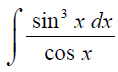 ∫ sin³ x dx / cos x